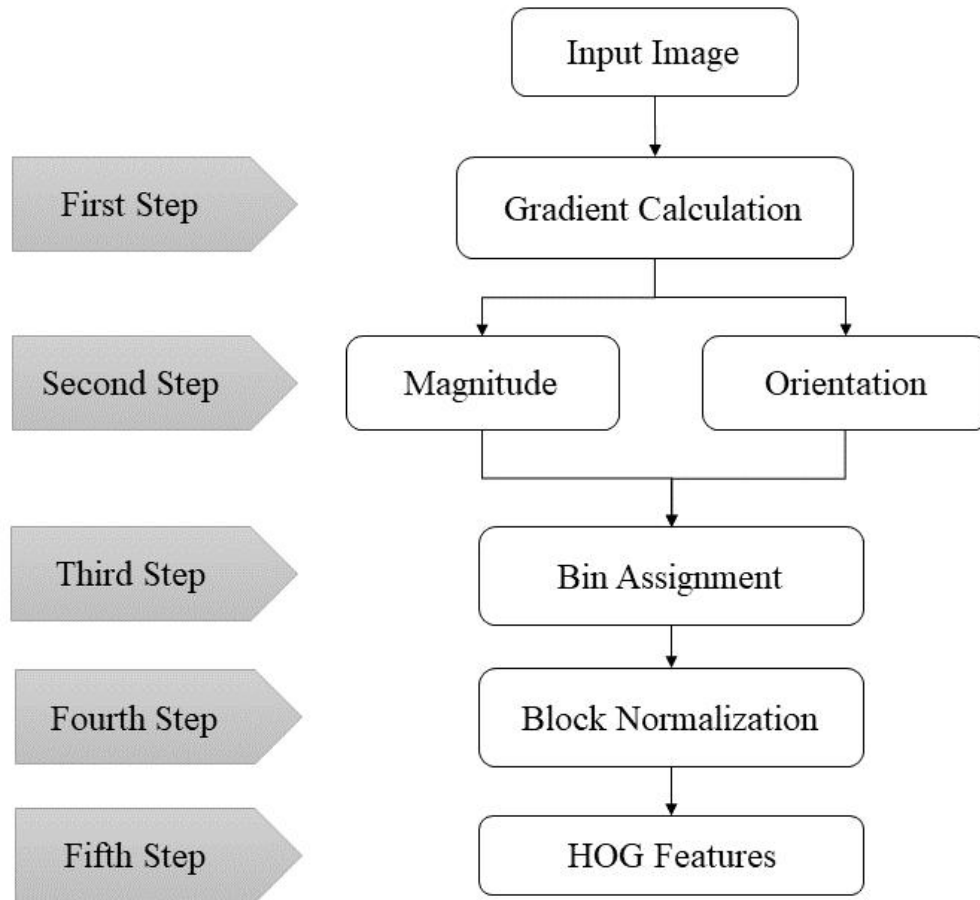 Input Image
First Step
Gradient Calculation
Second Step
Magnitude
Orientation
Third Step
Bin Assignment
Fourth Step
Block Normalization
Fifth Step
HOG Features